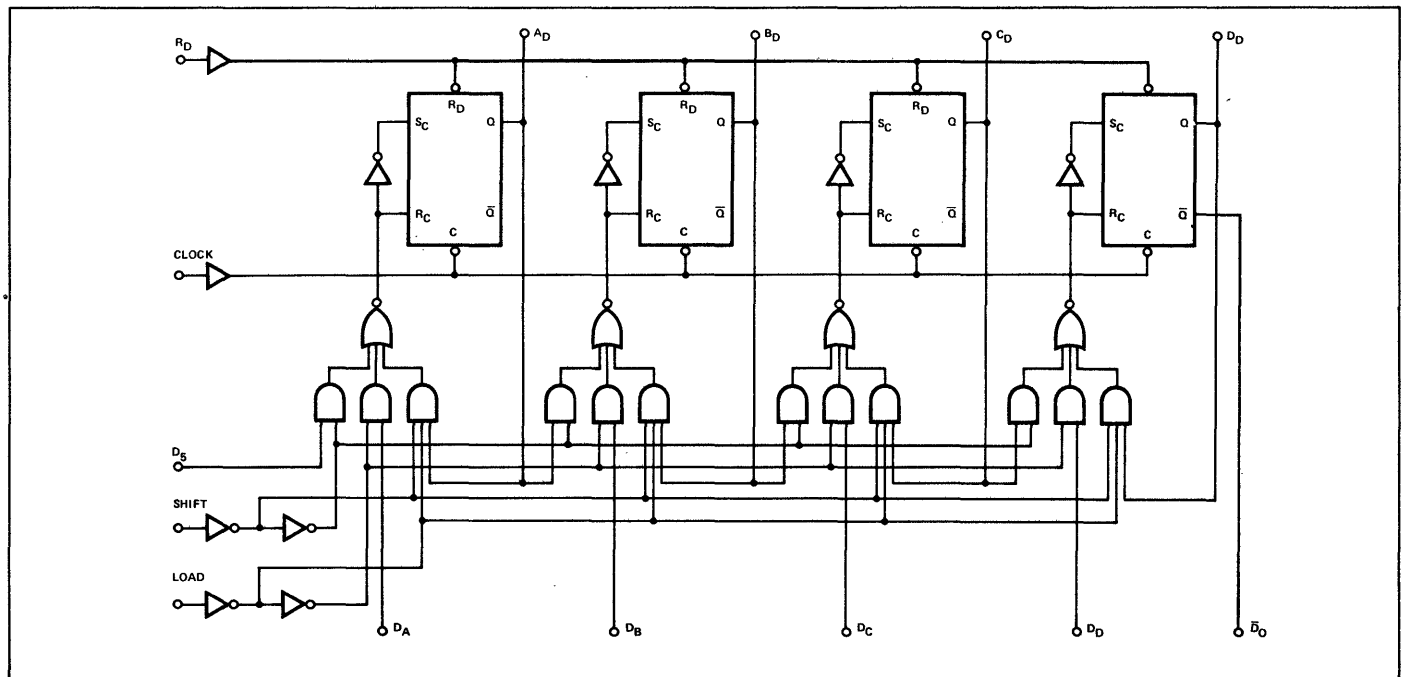 RD AD BD CD DD
RD RD RD RD
SC Q SC Q SC Q SC Q
RC Q̅ RC Q̅ RC Q̅ RC Q̅
C C C C
CLOCK
D5
SHIFT
LOAD
DA DB DC DD D̅O